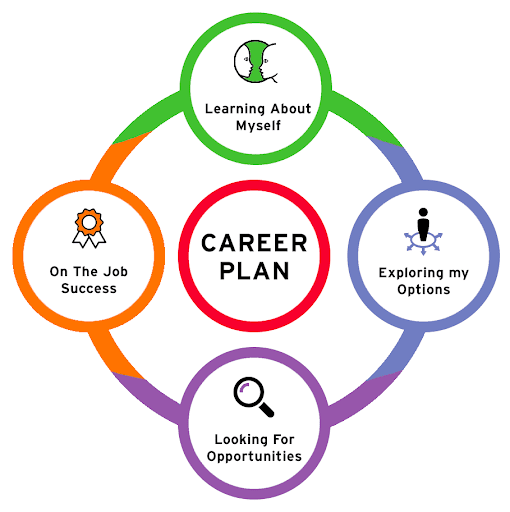 Learning About
Myself
CAREER
PLAN
On The Job
Success
Exploring my
Options
Looking For
Opportunities